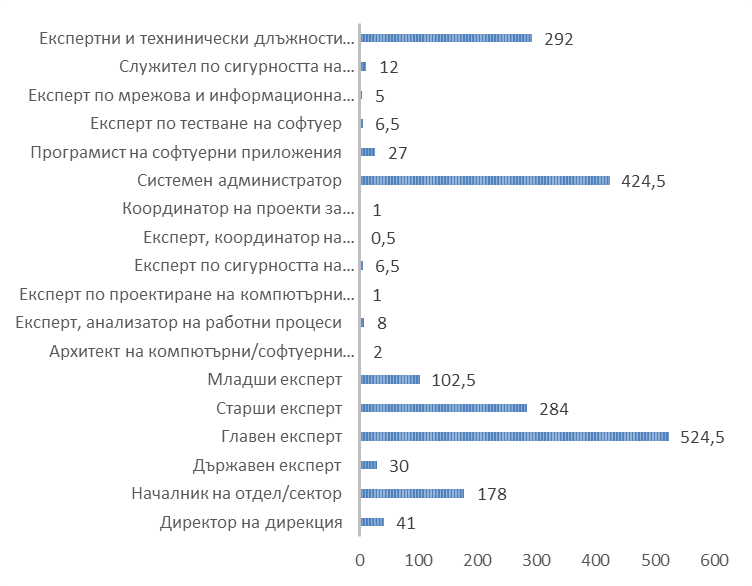 Експертни и технинически длъжности... 292
Служител по сигурността на... 12
Експерт по мрежова и информационна... 5
Експерт по тестване на софтуер 6,5
Програмист на софтуерни приложения 27
Системен администратор 424,5
Координатор на проекти за... 1
Експерт, координатор на... 0,5
Експерт по сигурността на... 6,5
Експерт по проектиране на компютърни... 1
Експерт, анализатор на работни процеси 8
Архитект на компютърни/софтуерни... 2
Младши експерт 102,5
Старши експерт 284
Главен експерт 524,5
Държавен експерт 30
Началник на отдел/сектор 178
Директор на дирекция 41
0 100 200 300 400 500 600